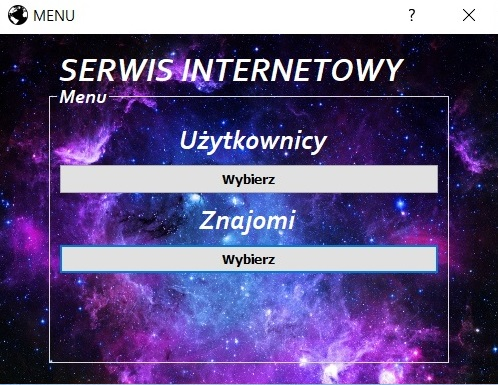 MENU
SERWIS INTERNETOWY
Menu
Użytkownicy
Wybierz
Znajomi
Wybierz